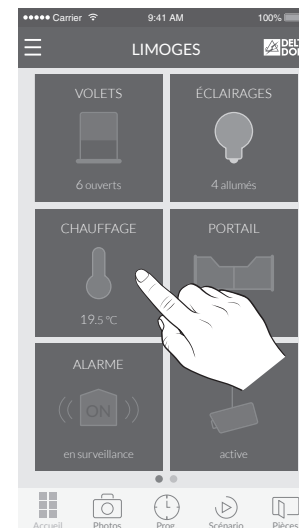 Carrier 9:41 AM 100%
LIMOGES
VOLETS ÉCLAIRAGES
6 ouverts 4 allumés
CHAUFFAGE PORTAIL
19.5 °C
ALARME
ON
en surveillance active
Accueil Photos Prog. Scénario Pièces